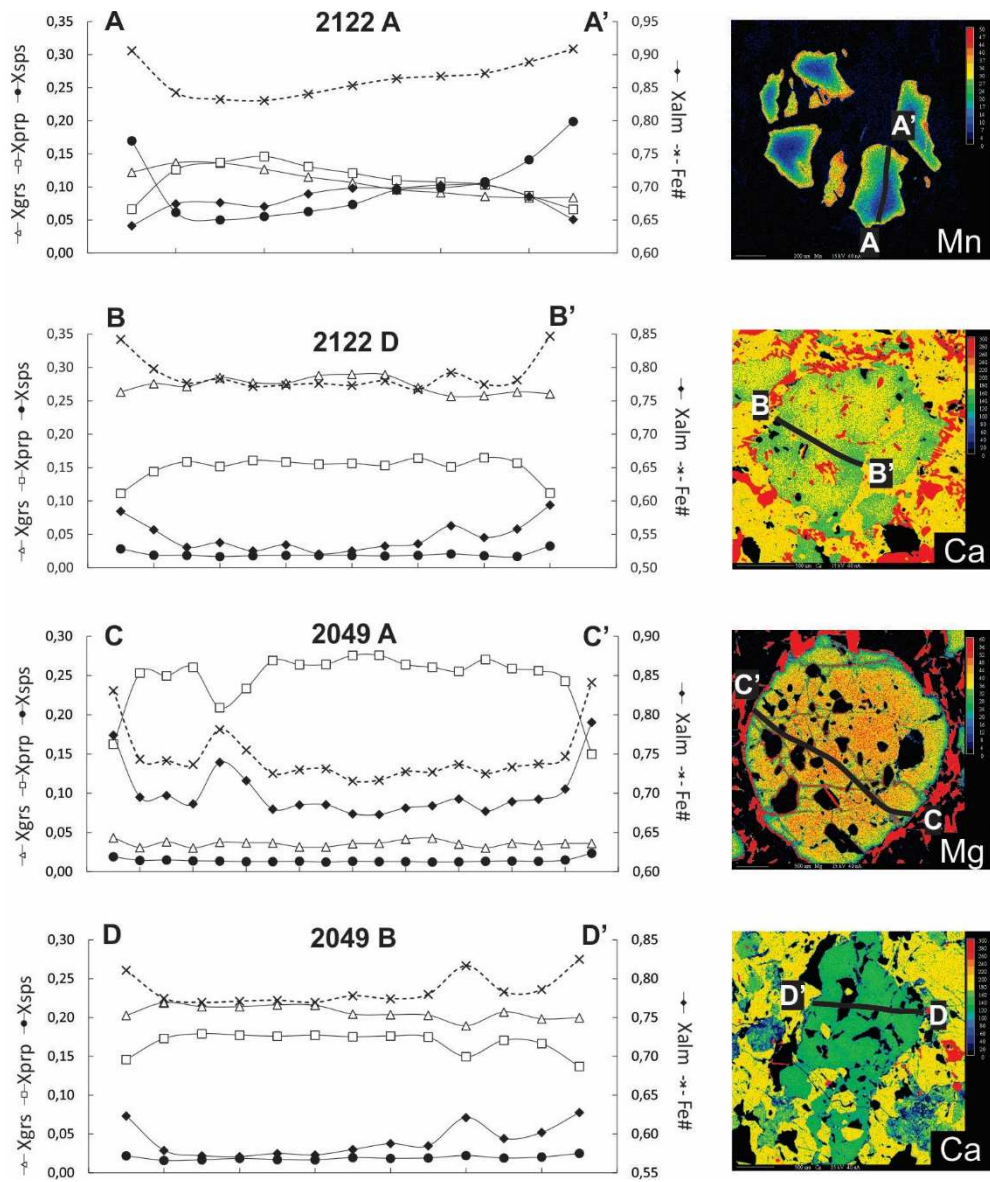 A
2122 A
A’
0,35
0,30
0,25
0,20
0,15
0,10
0,05
0,00
Xgrs Xprp Xsps
0,95
0,90
0,85
0,80
0,75
0,70
0,65
0,60
Xalm -×- Fe#
A’
A
Mn
B
2122 D
B’
0,35
0,30
0,25
0,20
0,15
0,10
0,05
0,00
Xgrs Xprp Xsps
0,85
0,80
0,75
0,70
0,65
0,60
0,55
0,50
Xalm -×- Fe#
B
B’
Ca
C
2049 A
C’
0,30
0,25
0,20
0,15
0,10
0,05
0,00
Xgrs Xprp Xsps
0,90
0,85
0,80
0,75
0,70
0,65
0,60
Xalm -×- Fe#
C’
C
Mg
D
2049 B
D’
0,30
0,25
0,20
0,15
0,10
0,05
0,00
Xgrs Xprp Xsps
0,85
0,80
0,75
0,70
0,65
0,60
0,55
Xalm -×- Fe#
D’
D
Ca